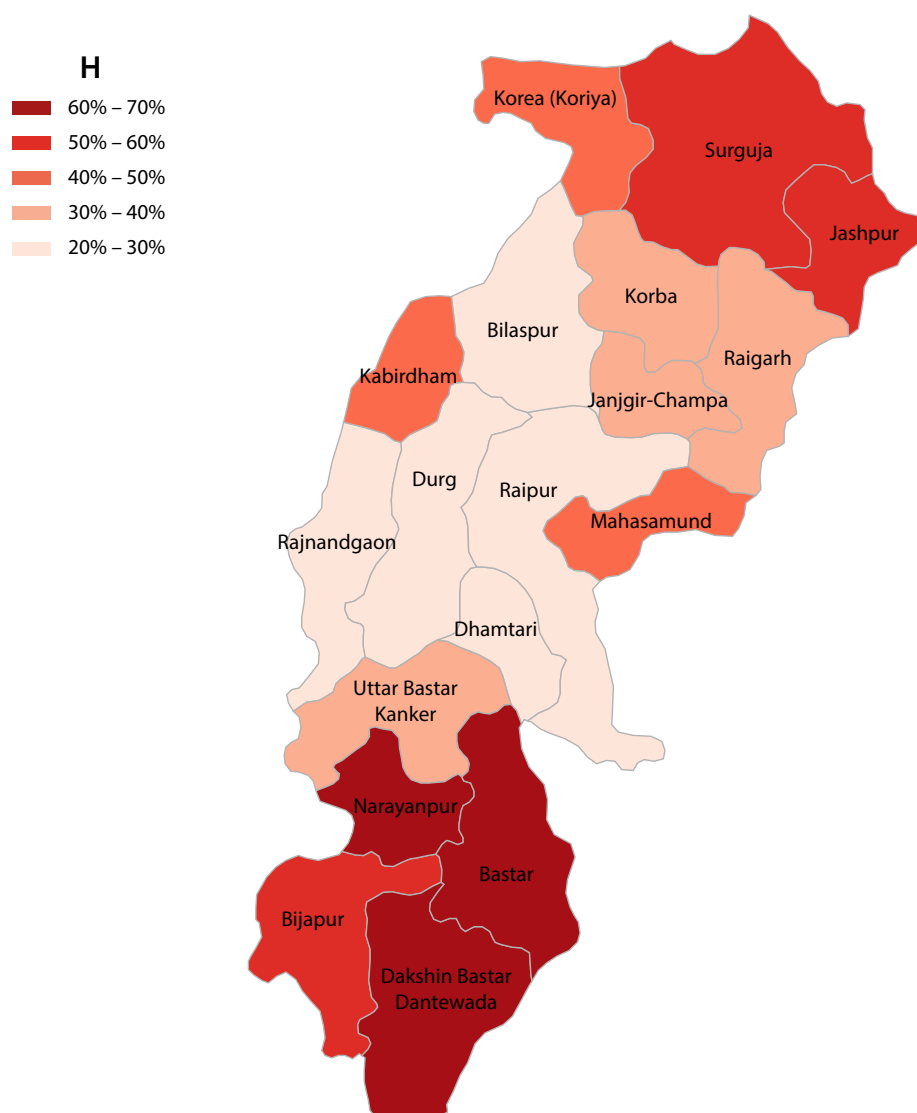 H
60% – 70%
50% – 60%
40% – 50%
30% – 40%
20% – 30%
Korea (Koriya)
Surguja
Jashpur
Korba
Bilaspur
Raigarh
Kabirdham
Janjgir-Champa
Durg
Raipur
Mahasamund
Rajnandgaon
Dhamtari
Uttar Bastar
Kanker
Narayanpur
Bastar
Bijapur
Dakshin Bastar
Dantewada